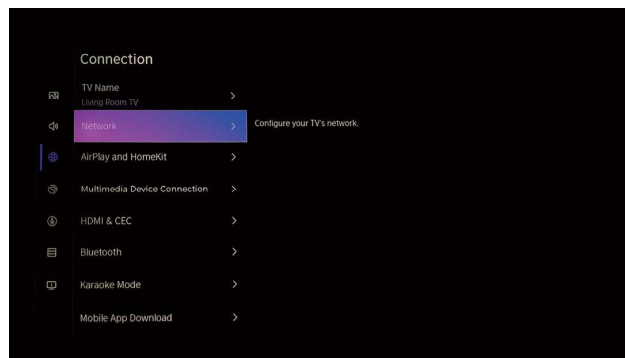 Connection
TV Name
Living Room TV
Network
Configure your TV's network.
AirPlay and HomeKit
Multimedia Device Connection
HDMI & CEC
Bluetooth
Karaoke Mode
Mobile App Download